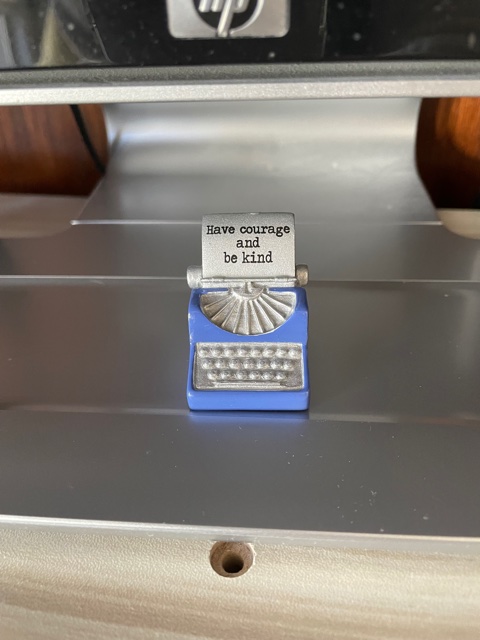 hp
Have courage
and
be kind